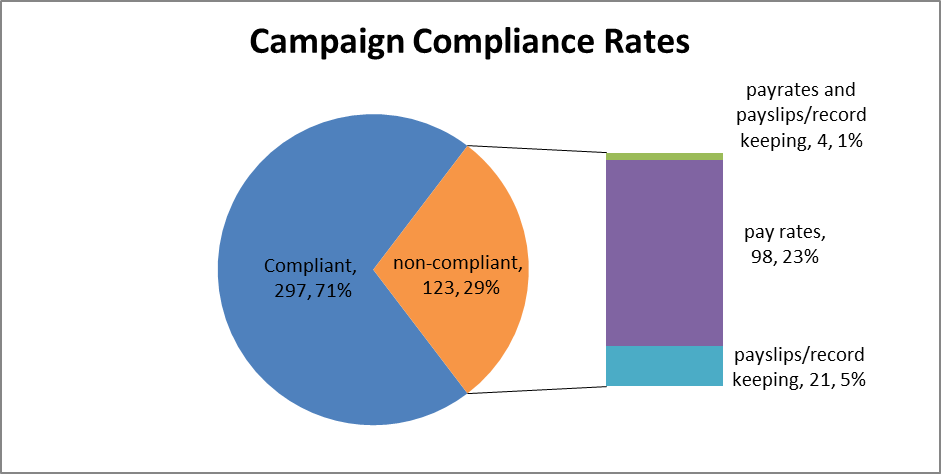 Campaign Compliance Rates
payrates and
payslips/record
keeping, 4, 1%
pay rates,
98, 23%
Compliant,
297, 71%
non-compliant,
123, 29%
payslips/record
keeping, 21, 5%